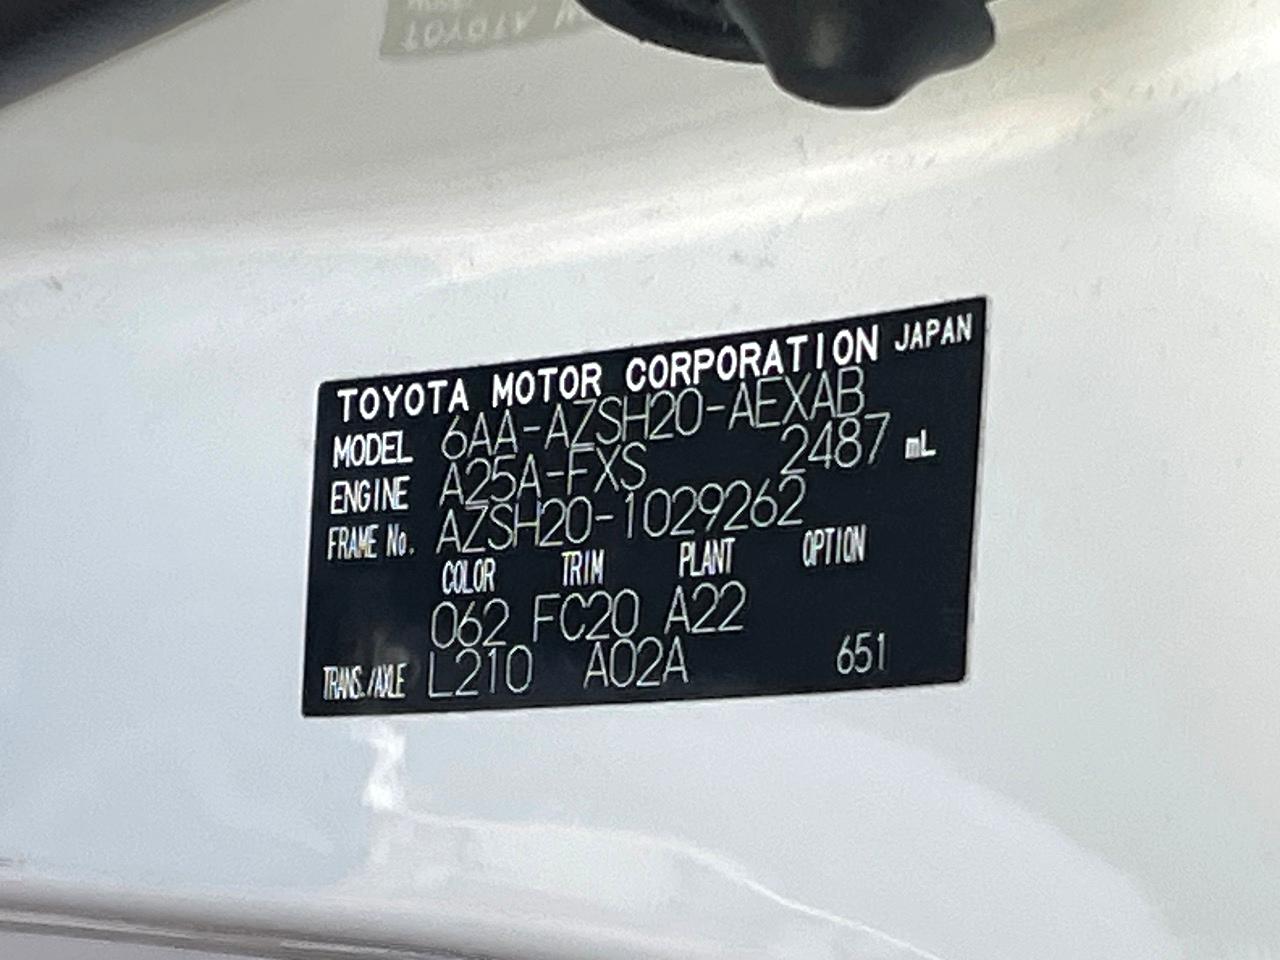 TOYOTA MOTOR CORPORATION JAPAN
MODEL 6AA-AZSH20-AEXAB
ENGINE A25A-FXS 2487 mL
FRAME No. AZSH20-1029262
COLOR TRIM PLANT OPTION
062 FC20 A22
TRANS./AXLE L210 A02A 651